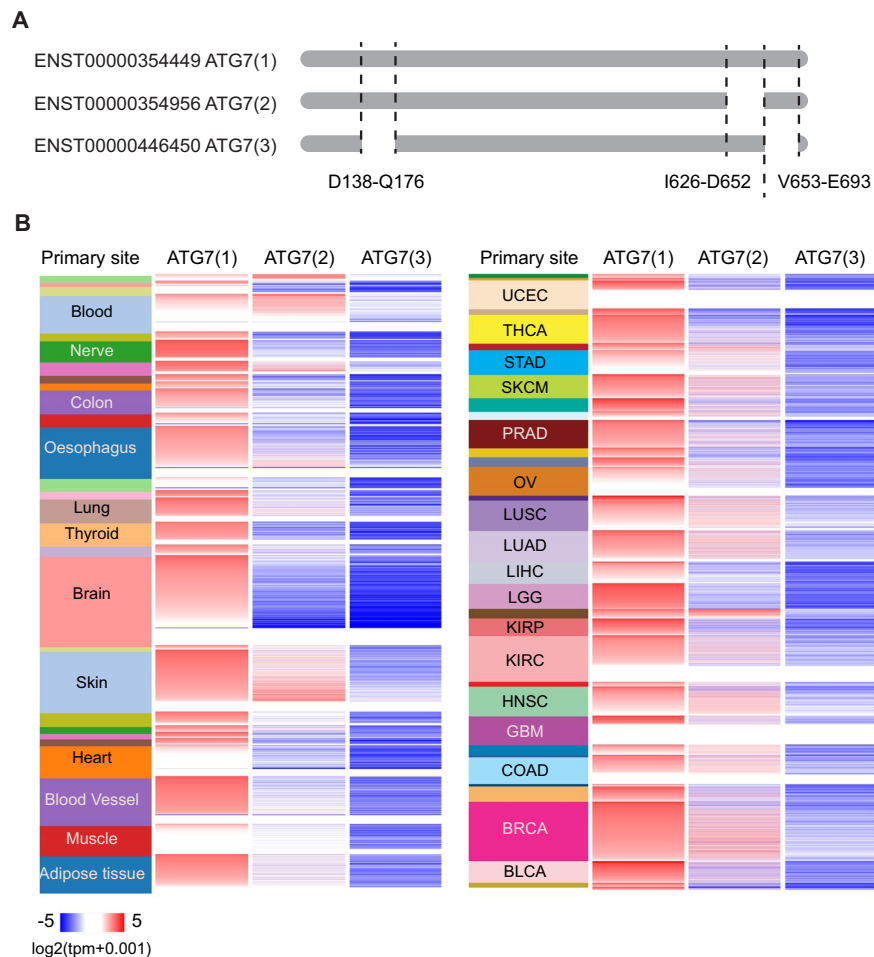 A
ENST00000354449 ATG7(1)
ENST00000354956 ATG7(2)
ENST00000446450 ATG7(3)
D138-Q176 I626-D652 V653-E693
B
Primary site ATG7(1) ATG7(2) ATG7(3)
Blood
Nerve
Colon
Oesophagus
Lung
Thyroid
Brain
Skin
Heart
Blood Vessel
Muscle
Adipose tissue
-5 5
log2(tpm+0.001)
Primary site ATG7(1) ATG7(2) ATG7(3)
UCEC
THCA
STAD
SKCM
PRAD
OV
LUSC
LUAD
LIHC
LGG
KIRP
KIRC
HNSC
GBM
COAD
BRCA
BLCA